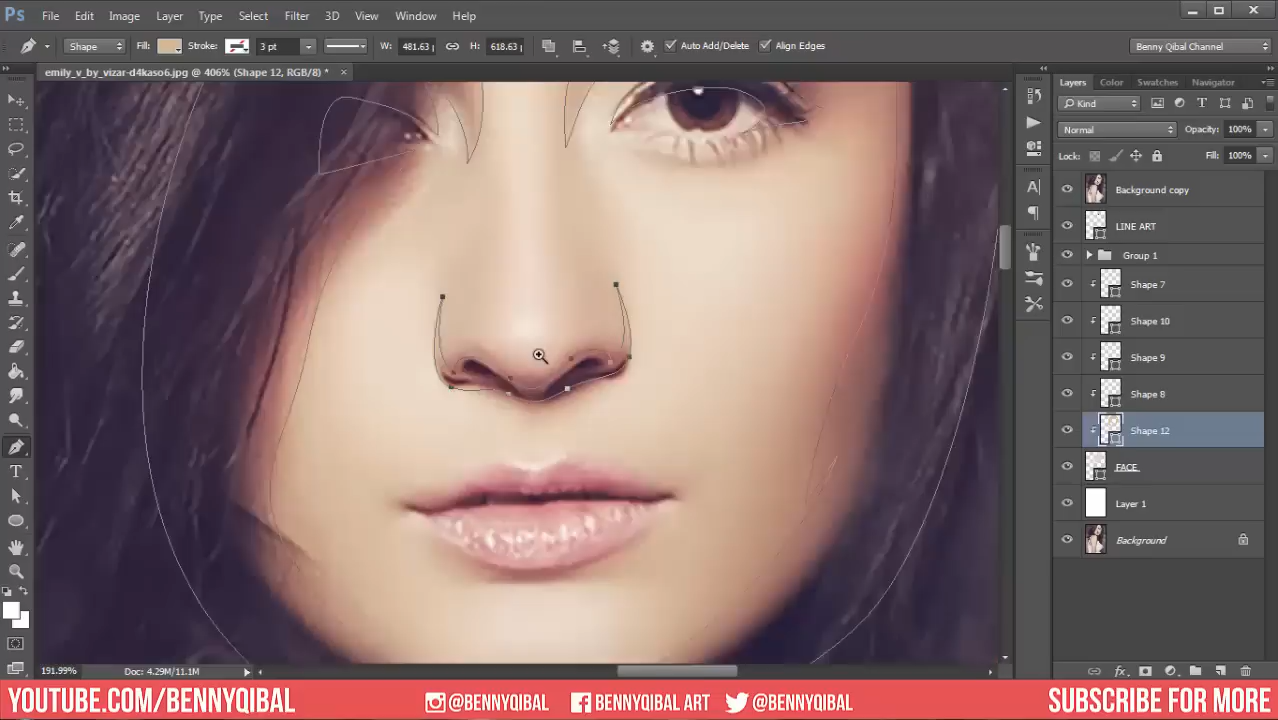 Ps File Edit Image Layer Type Select Filter 3D View Window Help
Shape Fill: Stroke: 3 pt W: 481.63 H: 618.63 Auto Add/Delete Align Edges Benny Qibal Channel
emily_v_by_vizar-d4kaso6.jpg @ 406% (Shape 12, RGB/8) *
Layers Color Swatches Navigator
Kind
Normal Opacity: 100%
Lock: Fill: 100%
Background copy
LINE ART
Group 1
Shape 7
Shape 10
Shape 9
Shape 8
Shape 12
FACE
Layer 1
Background
191.99% Doc: 4.29M/11.1M
YOUTUBE.COM/BENNYQIBAL @BENNYQIBAL BENNYQIBAL ART @BENNYQIBAL SUBSCRIBE FOR MORE